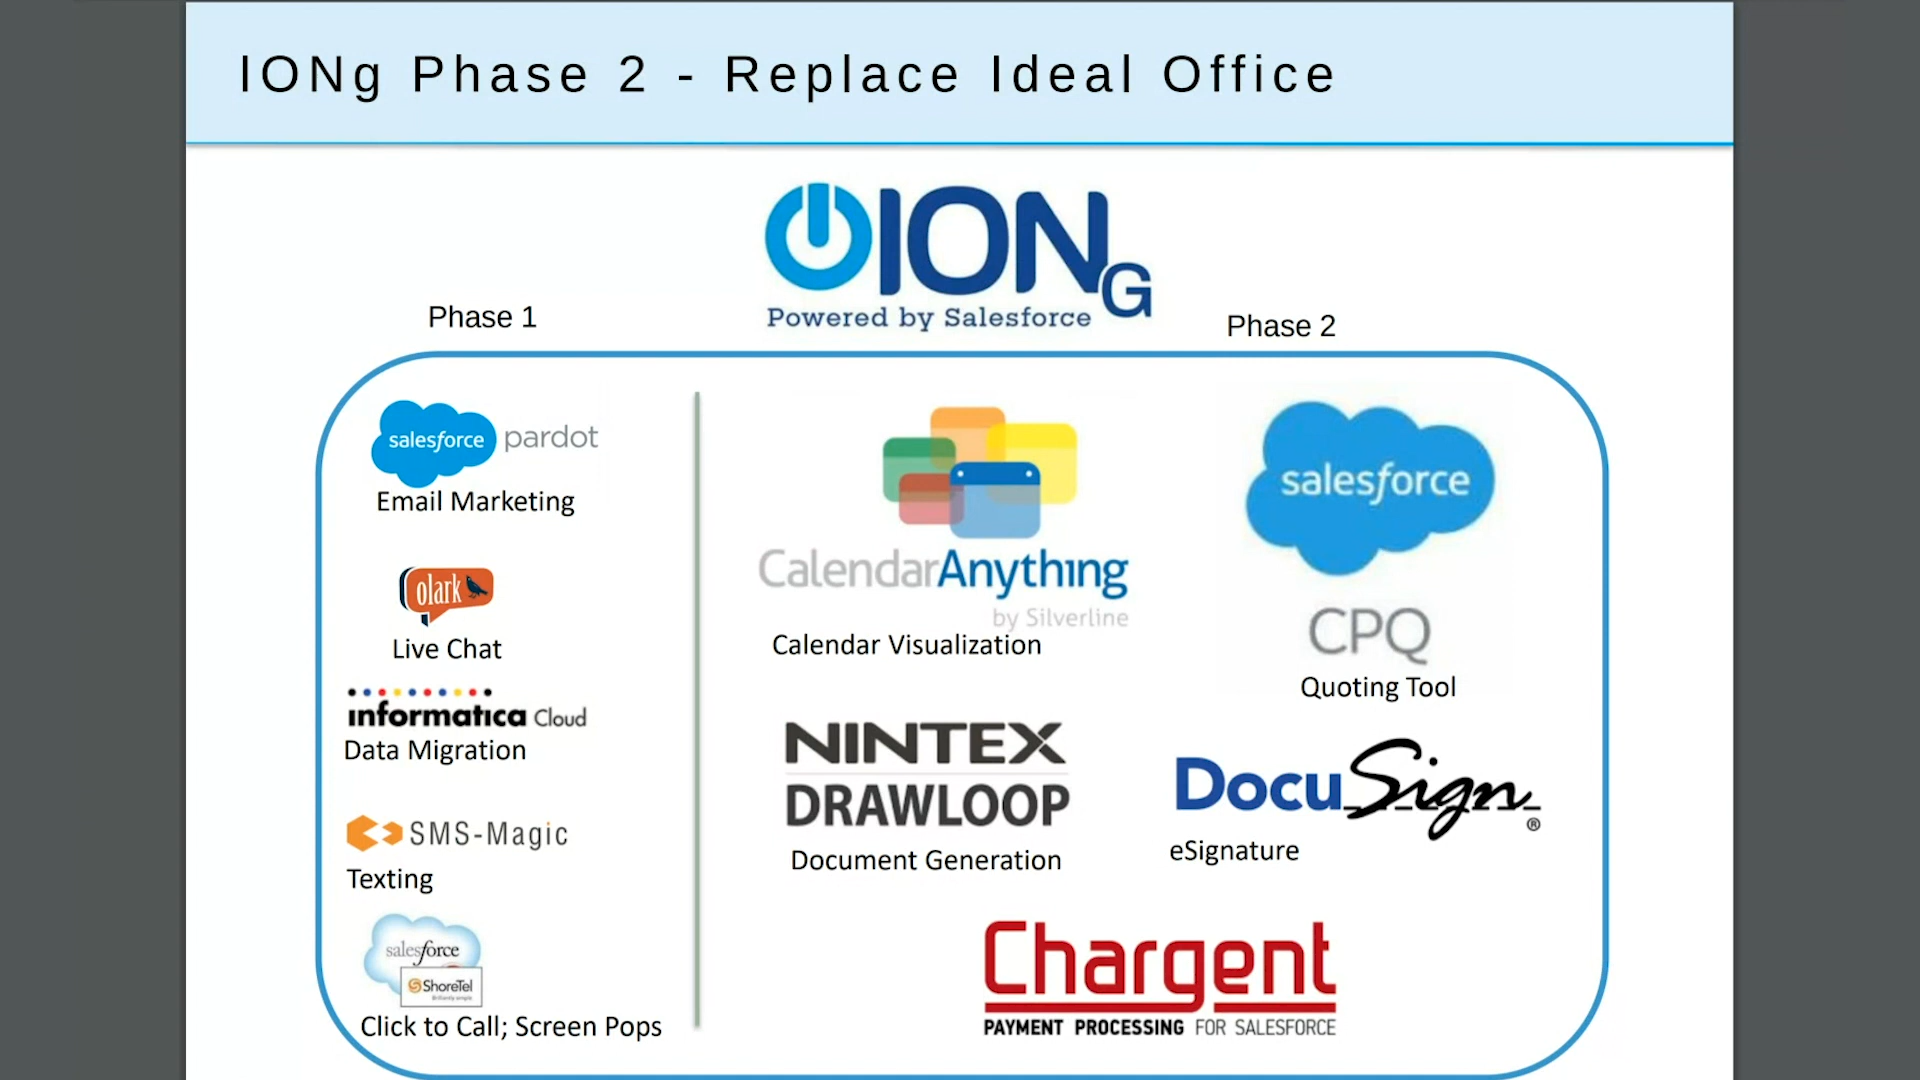 IONg Phase 2 - Replace Ideal Office
IONG
Powered by Salesforce
Phase 1
Phase 2
salesforce pardot
Email Marketing
olark
Live Chat
informatica Cloud
Data Migration
SMS-Magic
Texting
salesforce
ShoreTel
Brilliantly simple
Click to Call; Screen Pops
CalendarAnything
by Silverline
Calendar Visualization
salesforce
CPQ
Quoting Tool
NINTEX
DRAWLOOP
Document Generation
DocuSign®
eSignature
Chargent
PAYMENT PROCESSING FOR SALESFORCE